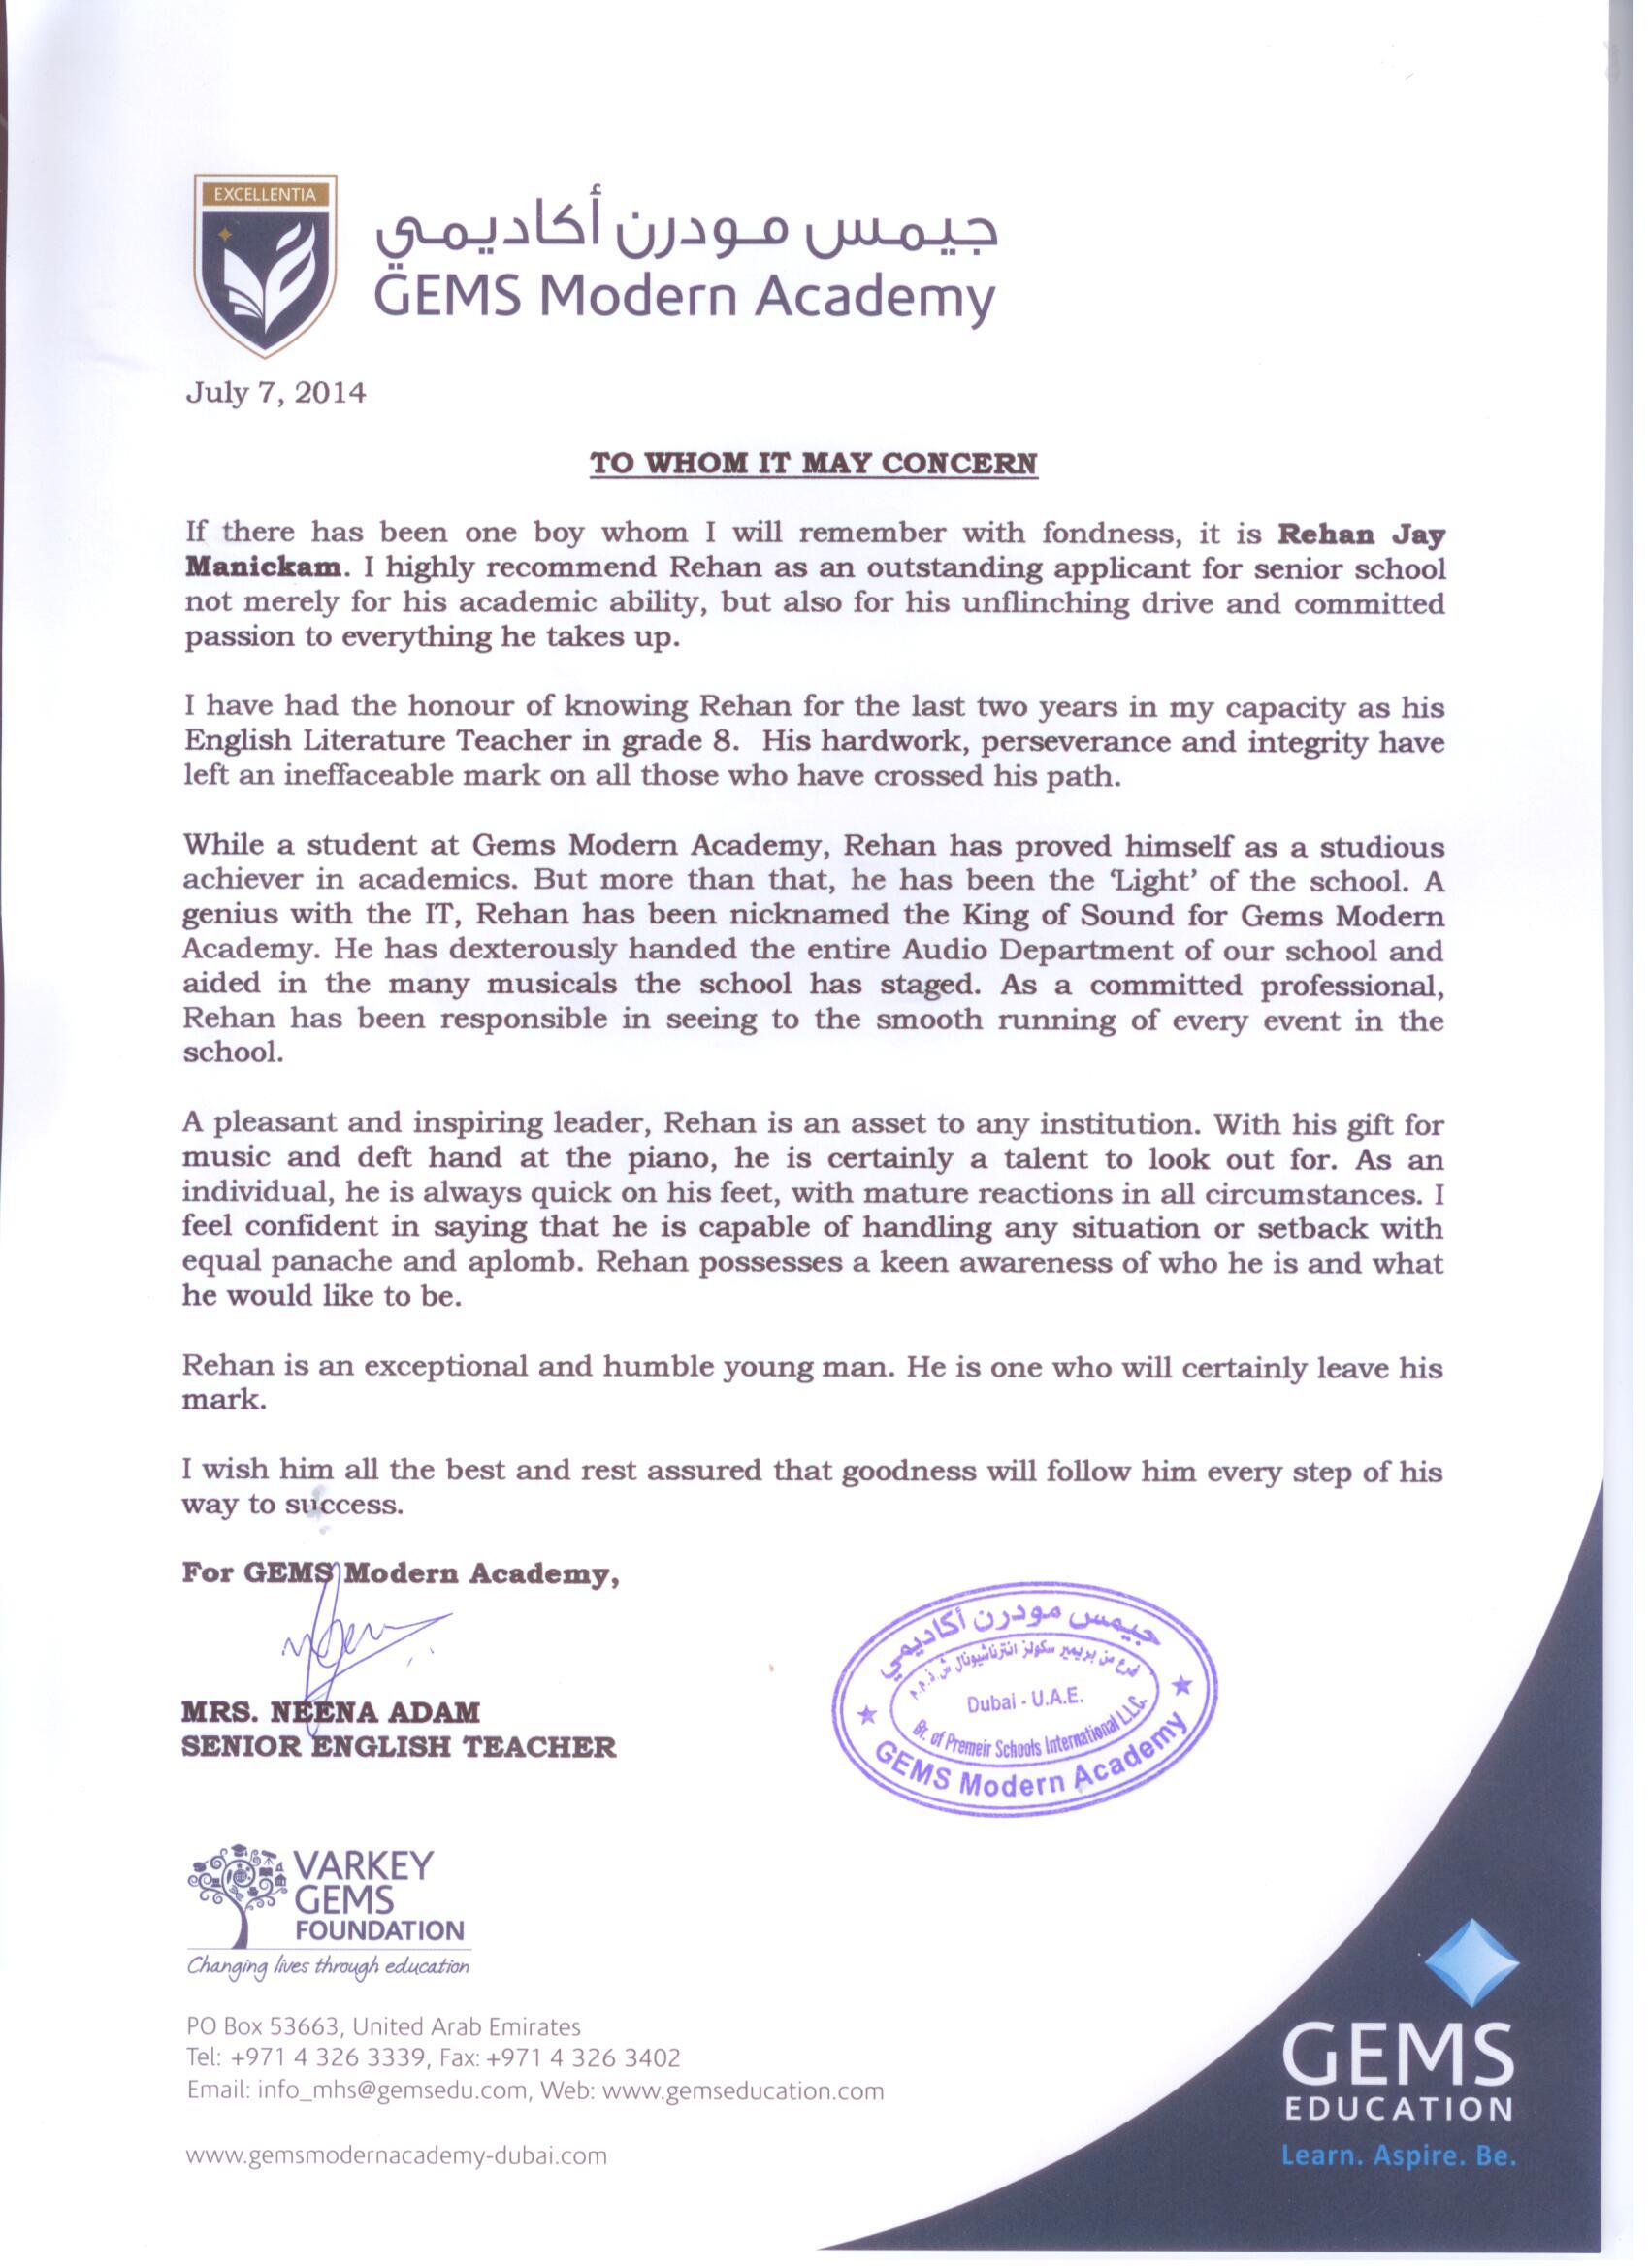 EXCELLENTIA
جيمس مودرن أكاديمي
GEMS Modern Academy
July 7, 2014
TO WHOM IT MAY CONCERN
If there has been one boy whom I will remember with fondness, it is Rehan Jay
Manickam. I highly recommend Rehan as an outstanding applicant for senior school
not merely for his academic ability, but also for his unflinching drive and committed
passion to everything he takes up.
I have had the honour of knowing Rehan for the last two years in my capacity as his
English Literature Teacher in grade 8. His hardwork, perseverance and integrity have
left an ineffaceable mark on all those who have crossed his path.
While a student at Gems Modern Academy, Rehan has proved himself as a studious
achiever in academics. But more than that, he has been the ‘Light’ of the school. A
genius with the IT, Rehan has been nicknamed the King of Sound for Gems Modern
Academy. He has dexterously handed the entire Audio Department of our school and
aided in the many musicals the school has staged. As a committed professional,
Rehan has been responsible in seeing to the smooth running of every event in the
school.
A pleasant and inspiring leader, Rehan is an asset to any institution. With his gift for
music and deft hand at the piano, he is certainly a talent to look out for. As an
individual, he is always quick on his feet, with mature reactions in all circumstances. I
feel confident in saying that he is capable of handling any situation or setback with
equal panache and aplomb. Rehan possesses a keen awareness of who he is and what
he would like to be.
Rehan is an exceptional and humble young man. He is one who will certainly leave his
mark.
I wish him all the best and rest assured that goodness will follow him every step of his
way to success.
For GEMS Modern Academy,
MRS. NEENA ADAM
SENIOR ENGLISH TEACHER
جيمس مودرن أكاديمي
فرع من بريمير سكولز انترناشيونال ش.ذ.م.م
Dubai - U.A.E.
Br. of Premeir Schools International L.L.C.
GEMS Modern Academy
VARKEY
GEMS
FOUNDATION
Changing lives through education
PO Box 53663, United Arab Emirates
Tel: +971 4 326 3339, Fax: +971 4 326 3402
Email: info_mhs@gemsedu.com, Web: www.gemseducation.com
www.gemsmodernacademy-dubai.com
GEMS
EDUCATION
Learn. Aspire. Be.